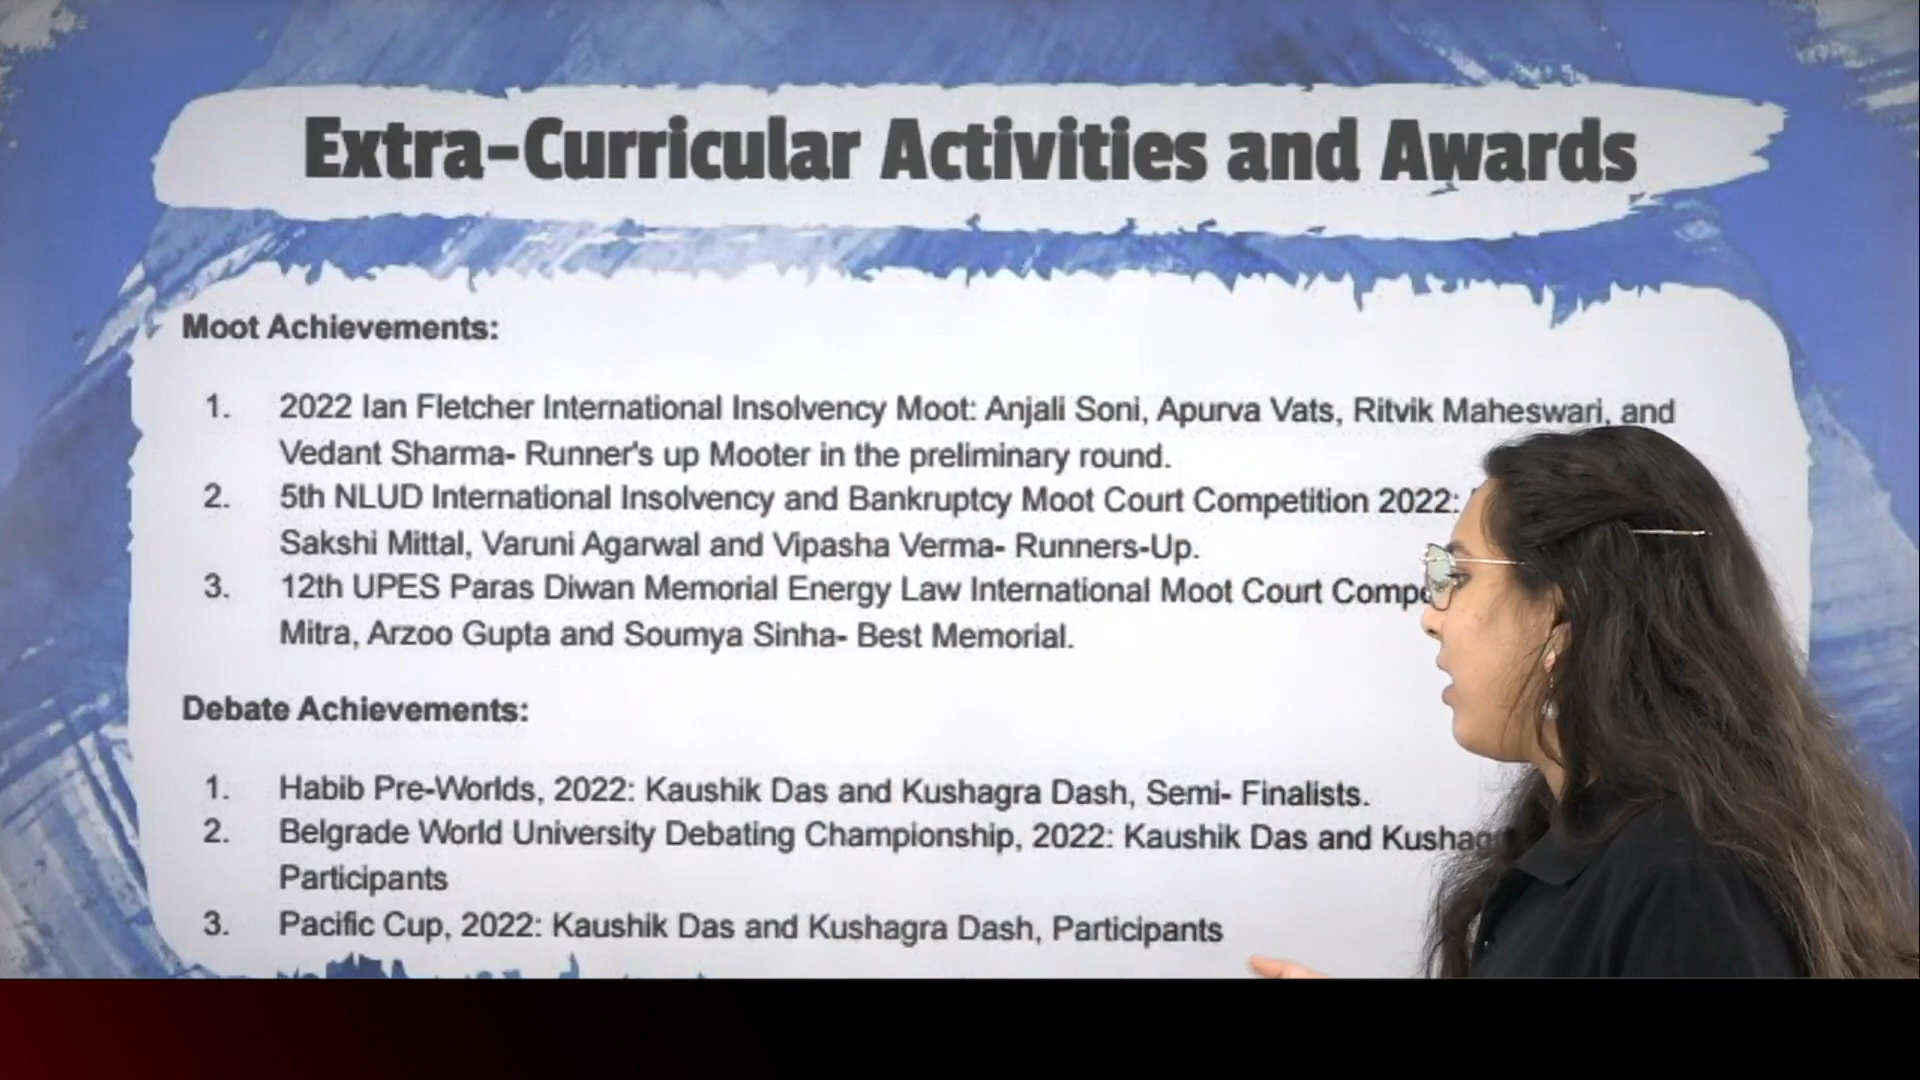 Extra-Curricular Activities and Awards
Moot Achievements:
1. 2022 Ian Fletcher International Insolvency Moot: Anjali Soni, Apurva Vats, Ritvik Maheswari, and
Vedant Sharma- Runner's up Mooter in the preliminary round.
2. 5th NLUD International Insolvency and Bankruptcy Moot Court Competition 2022:
Sakshi Mittal, Varuni Agarwal and Vipasha Verma- Runners-Up.
3. 12th UPES Paras Diwan Memorial Energy Law International Moot Court
Mitra, Arzoo Gupta and Soumya Sinha- Best Memorial.
Debate Achievements:
1. Habib Pre-Worlds, 2022: Kaushik Das and Kushagra Dash, Semi- Finalists.
2. Belgrade World University Debating Championship, 2022: Kaushik Das and
Participants
3. Pacific Cup, 2022: Kaushik Das and Kushagra Dash, Participants